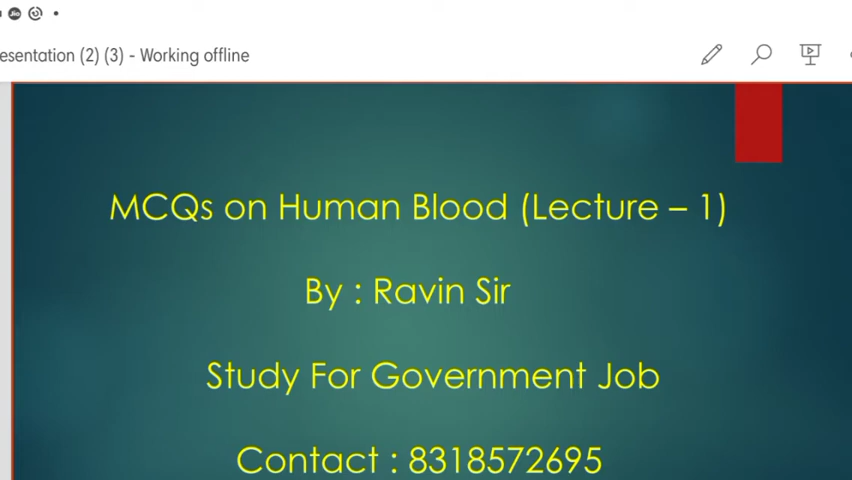 esentation (2) (3) - Working offline
MCQs on Human Blood (Lecture – 1)
By : Ravin Sir
Study For Government Job
Contact : 8318572695